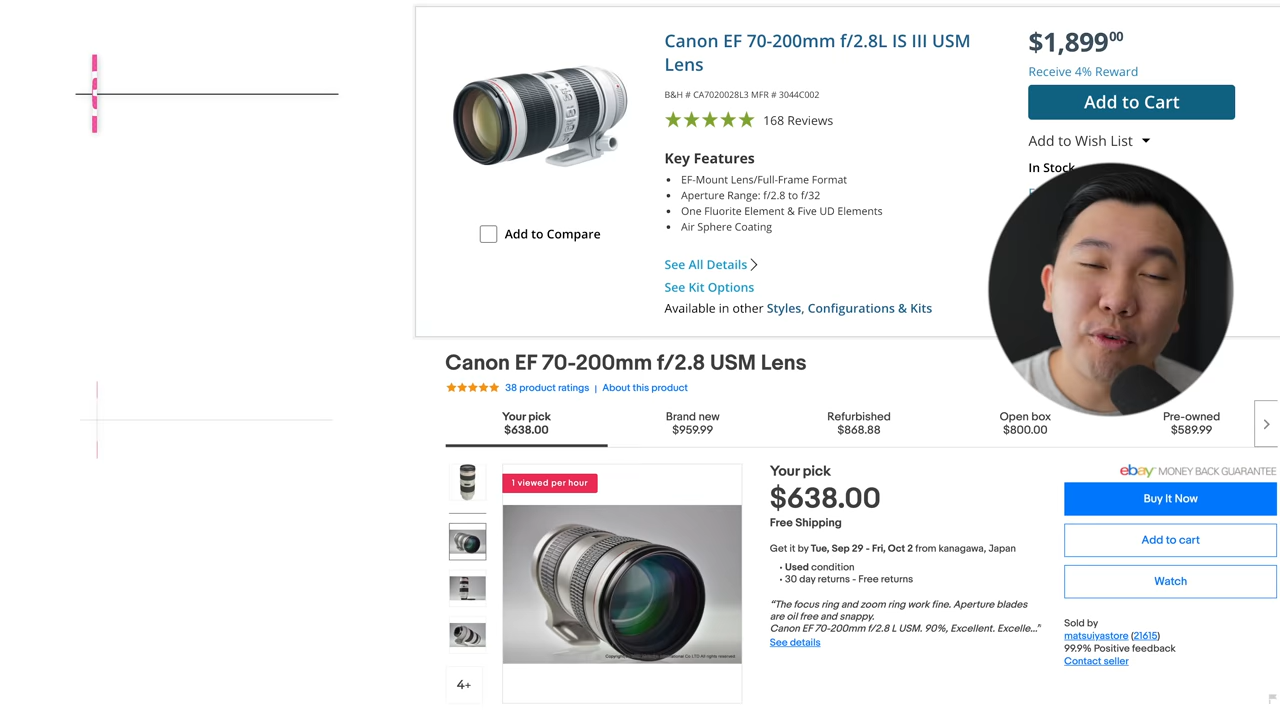 Canon EF 70-200mm f/2.8L IS III USM
Lens
B&H # CA7020028L3 MFR # 3044C002
168 Reviews
Key Features
• EF-Mount Lens/Full-Frame Format
• Aperture Range: f/2.8 to f/32
• One Fluorite Element & Five UD Elements
• Air Sphere Coating
Add to Compare
See All Details
See Kit Options
Available in other Styles, Configurations & Kits
$1,899⁰⁰
Receive 4% Reward
Add to Cart
Add to Wish List
In Stock
Canon EF 70-200mm f/2.8 USM Lens
38 product ratings | About this product
Your pick
$638.00
Brand new
$959.99
Refurbished
$868.88
Open box
$800.00
Pre-owned
$589.99
1 viewed per hour
4+
Your pick
$638.00
Free Shipping
Get it by Tue, Sep 29 - Fri, Oct 2 from kanagawa, Japan
• Used condition
• 30 day returns - Free returns
"The focus ring and zoom ring work fine. Aperture blades
are oil free and snappy.
Canon EF 70-200mm f/2.8 L USM. 90%, Excellent. Excelle..."
See details
ebay MONEY BACK GUARANTEE
Buy It Now
Add to cart
Watch
Sold by
matsuiyastore (21615)
99.9% Positive feedback
Contact seller